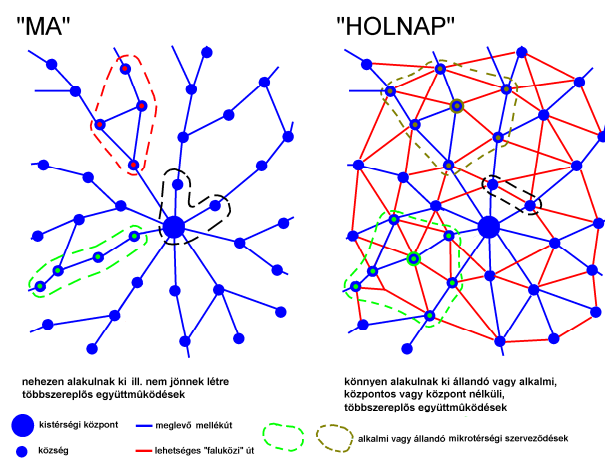 "MA"
"HOLNAP"
nehezen alakulnak ki ill. nem jönnek létre
többszereplős együttműködések
könnyen alakulnak ki állandó vagy alkalmi,
központos vagy központ nélküli,
többszereplős együttműködések
kistérségi központ
község
meglevő mellékút
lehetséges "faluközi" út
alkalmi vagy állandó mikrotérségi szerveződések